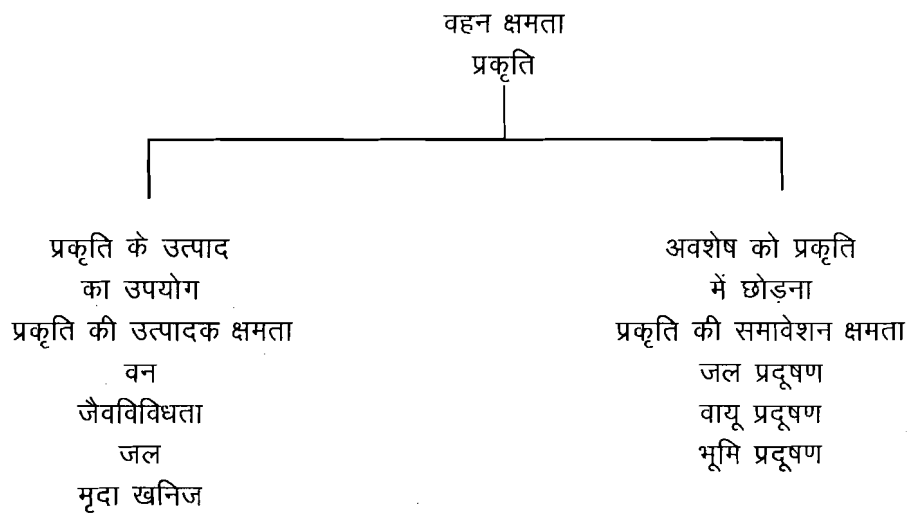 वहन क्षमता
प्रकृति
प्रकृति के उत्पाद
का उपयोग
प्रकृति की उत्पादक क्षमता
वन
जैवविविधता
जल
मृदा खनिज
अवशेष को प्रकृति
में छोड़ना
प्रकृति की समावेशन क्षमता
जल प्रदूषण
वायू प्रदूषण
भूमि प्रदूषण